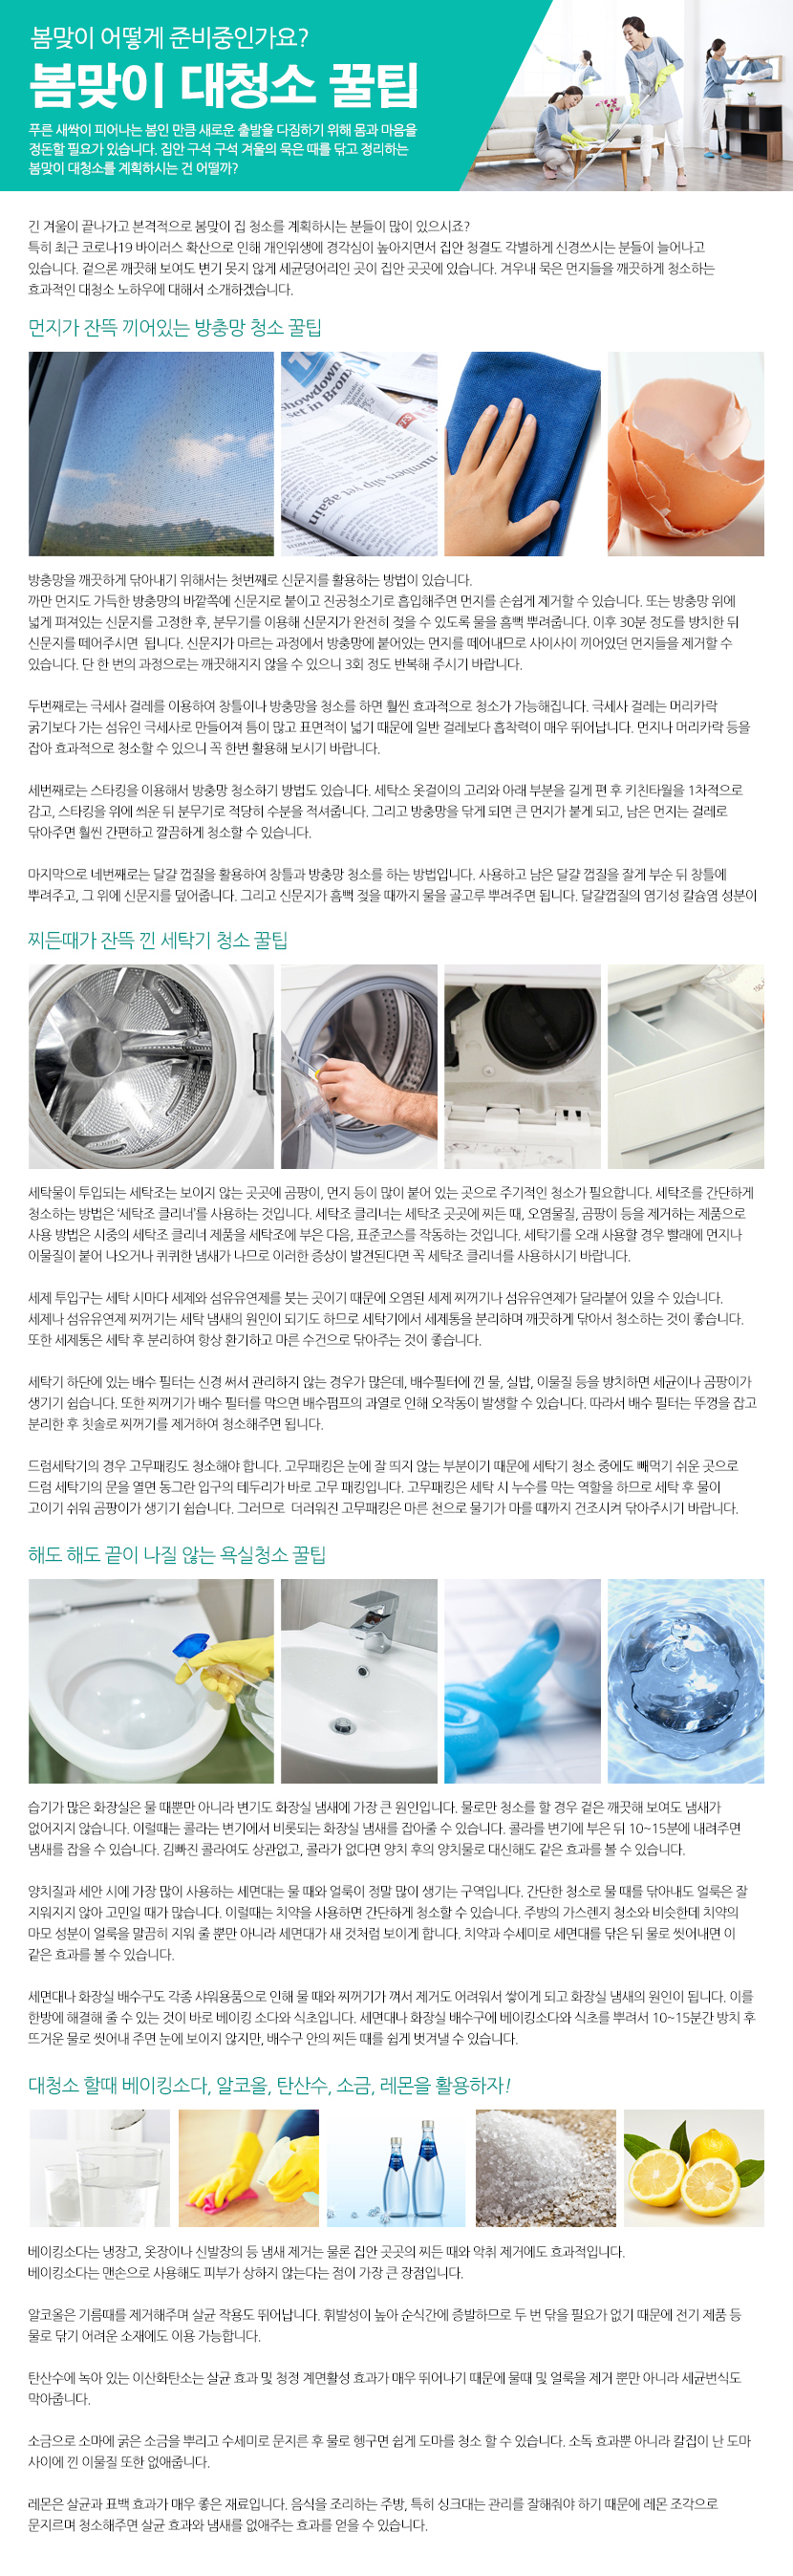 봄맞이 어떻게 준비중인가요?
봄맞이 대청소 꿀팁
푸른 새싹이 피어나는 봄인 만큼 새로운 출발을 다짐하기 위해 몸과 마음을
정돈할 필요가 있습니다. 집안 구석 구석 겨울의 묵은 때를 닦고 정리하는
봄맞이 대청소를 계획하시는 건 어떨까?
긴 겨울이 끝나가고 본격적으로 봄맞이 집 청소를 계획하시는 분들이 많이 있으시죠?
특히 최근 코로나19 바이러스 확산으로 인해 개인위생에 경각심이 높아지면서 집안 청결도 각별하게 신경쓰시는 분들이 늘어나고
있습니다. 겉으론 깨끗해 보여도 변기 못지 않게 세균덩어리인 곳이 집안 곳곳에 있습니다. 겨우내 묵은 먼지들을 깨끗하게 청소하는
효과적인 대청소 노하우에 대해서 소개하겠습니다.
먼지가 잔뜩 끼어있는 방충망 청소 꿀팁
showdown
set in Bron
numbers slip yet again
방충망을 깨끗하게 닦아내기 위해서는 첫번째로 신문지를 활용하는 방법이 있습니다.
까만 먼지도 가득한 방충망의 바깥쪽에 신문지로 붙이고 진공청소기로 흡입해주면 먼지를 손쉽게 제거할 수 있습니다. 또는 방충망 위에
넓게 펴져있는 신문지를 고정한 후, 분무기를 이용해 신문지가 완전히 젖을 수 있도록 물을 흠뻑 뿌려줍니다. 이후 30분 정도를 방치한 뒤
신문지를 떼어주시면  됩니다. 신문지가 마르는 과정에서 방충망에 붙어있는 먼지를 떼어내므로 사이사이 끼어있던 먼지들을 제거할 수
있습니다. 단 한 번의 과정으로는 깨끗해지지 않을 수 있으니 3회 정도 반복해 주시기 바랍니다.
두번째로는 극세사 걸레를 이용하여 창틀이나 방충망을 청소를 하면 훨씬 효과적으로 청소가 가능해집니다. 극세사 걸레는 머리카락
굵기보다 가는 섬유인 극세사로 만들어져 틈이 많고 표면적이 넓기 때문에 일반 걸레보다 흡착력이 매우 뛰어납니다. 먼지나 머리카락 등을
잡아 효과적으로 청소할 수 있으니 꼭 한번 활용해 보시기 바랍니다.
세번째로는 스타킹을 이용해서 방충망 청소하기 방법도 있습니다. 세탁소 옷걸이의 고리와 아래 부분을 길게 편 후 키친타월을 1차적으로
감고, 스타킹을 위에 씌운 뒤 분무기로 적당히 수분을 적셔줍니다. 그리고 방충망을 닦게 되면 큰 먼지가 붙게 되고, 남은 먼지는 걸레로
닦아주면 훨씬 간편하고 깔끔하게 청소할 수 있습니다.
마지막으로 네번째로는 달걀 껍질을 활용하여 창틀과 방충망 청소를 하는 방법입니다. 사용하고 남은 달걀 껍질을 잘게 부순 뒤 창틀에
뿌려주고, 그 위에 신문지를 덮어줍니다. 그리고 신문지가 흠뻑 젖을 때까지 물을 골고루 뿌려주면 됩니다. 달걀껍질의 염기성 칼슘염 성분이
찌든때가 잔뜩 낀 세탁기 청소 꿀팁
세탁물이 투입되는 세탁조는 보이지 않는 곳곳에 곰팡이, 먼지 등이 많이 붙어 있는 곳으로 주기적인 청소가 필요합니다. 세탁조를 간단하게
청소하는 방법은 ‘세탁조 클리너’를 사용하는 것입니다. 세탁조 클리너는 세탁조 곳곳에 찌든 때, 오염물질, 곰팡이 등을 제거하는 제품으로
사용 방법은 시중의 세탁조 클리너 제품을 세탁조에 부은 다음, 표준코스를 작동하는 것입니다. 세탁기를 오래 사용할 경우 빨래에 먼지나
이물질이 붙어 나오거나 퀴퀴한 냄새가 나므로 이러한 증상이 발견된다면 꼭 세탁조 클리너를 사용하시기 바랍니다.
세제 투입구는 세탁 시마다 세제와 섬유유연제를 붓는 곳이기 때문에 오염된 세제 찌꺼기나 섬유유연제가 달라붙어 있을 수 있습니다.
세제나 섬유유연제 찌꺼기는 세탁 냄새의 원인이 되기도 하므로 세탁기에서 세제통을 분리하며 깨끗하게 닦아서 청소하는 것이 좋습니다.
또한 세제통은 세탁 후 분리하여 항상 환기하고 마른 수건으로 닦아주는 것이 좋습니다.
세탁기 하단에 있는 배수 필터는 신경 써서 관리하지 않는 경우가 많은데, 배수필터에 낀 물, 실밥, 이물질 등을 방치하면 세균이나 곰팡이가
생기기 쉽습니다. 또한 찌꺼기가 배수 필터를 막으면 배수펌프의 과열로 인해 오작동이 발생할 수 있습니다. 따라서 배수 필터는 뚜껑을 잡고
분리한 후 칫솔로 찌꺼기를 제거하여 청소해주면 됩니다.
드럼세탁기의 경우 고무패킹도 청소해야 합니다. 고무패킹은 눈에 잘 띄지 않는 부분이기 때문에 세탁기 청소 중에도 빼먹기 쉬운 곳으로
드럼 세탁기의 문을 열면 동그란 입구의 테두리가 바로 고무 패킹입니다. 고무패킹은 세탁 시 누수를 막는 역할을 하므로 세탁 후 물이
고이기 쉬워 곰팡이가 생기기 쉽습니다. 그러므로  더러워진 고무패킹은 마른 천으로 물기가 마를 때까지 건조시켜 닦아주시기 바랍니다.
해도 해도 끝이 나질 않는 욕실청소 꿀팁
습기가 많은 화장실은 물 때뿐만 아니라 변기도 화장실 냄새에 가장 큰 원인입니다. 물로만 청소를 할 경우 겉은 깨끗해 보여도 냄새가
없어지지 않습니다. 이럴때는 콜라는 변기에서 비롯되는 화장실 냄새를 잡아줄 수 있습니다. 콜라를 변기에 부은 뒤 10~15분에 내려주면
냄새를 잡을 수 있습니다. 김빠진 콜라여도 상관없고, 콜라가 없다면 양치 후의 양치물로 대신해도 같은 효과를 볼 수 있습니다.
양치질과 세안 시에 가장 많이 사용하는 세면대는 물 때와 얼룩이 정말 많이 생기는 구역입니다. 간단한 청소로 물 때를 닦아내도 얼룩은 잘
지워지지 않아 고민일 때가 많습니다. 이럴때는 치약을 사용하면 간단하게 청소할 수 있습니다. 주방의 가스렌지 청소와 비슷한데 치약의
마모 성분이 얼룩을 말끔히 지워 줄 뿐만 아니라 세면대가 새 것처럼 보이게 합니다. 치약과 수세미로 세면대를 닦은 뒤 물로 씻어내면 이
같은 효과를 볼 수 있습니다.
세면대나 화장실 배수구도 각종 샤워용품으로 인해 물 때와 찌꺼기가 껴서 제거도 어려워서 쌓이게 되고 화장실 냄새의 원인이 됩니다. 이를
한방에 해결해 줄 수 있는 것이 바로 베이킹 소다와 식초입니다. 세면대나 화장실 배수구에 베이킹소다와 식초를 뿌려서 10~15분간 방치 후
뜨거운 물로 씻어내 주면 눈에 보이지 않지만, 배수구 안의 찌든 때를 쉽게 벗겨낼 수 있습니다.
대청소 할때 베이킹소다, 알코올, 탄산수, 소금, 레몬을 활용하자!
베이킹소다는 냉장고, 옷장이나 신발장의 등 냄새 제거는 물론 집안 곳곳의 찌든 때와 악취 제거에도 효과적입니다.
베이킹소다는 맨손으로 사용해도 피부가 상하지 않는다는 점이 가장 큰 장점입니다.
알코올은 기름때를 제거해주며 살균 작용도 뛰어납니다. 휘발성이 높아 순식간에 증발하므로 두 번 닦을 필요가 없기 때문에 전기 제품 등
물로 닦기 어려운 소재에도 이용 가능합니다.
탄산수에 녹아 있는 이산화탄소는 살균 효과 및 청정 계면활성 효과가 매우 뛰어나기 때문에 물때 및 얼룩을 제거 뿐만 아니라 세균번식도
막아줍니다.
소금으로 소마에 굵은 소금을 뿌리고 수세미로 문지른 후 물로 헹구면 쉽게 도마를 청소 할 수 있습니다. 소독 효과뿐 아니라 칼집이 난 도마
사이에 낀 이물질 또한 없애줍니다.
레몬은 살균과 표백 효과가 매우 좋은 재료입니다. 음식을 조리하는 주방, 특히 싱크대는 관리를 잘해줘야 하기 때문에 레몬 조각으로
문지르며 청소해주면 살균 효과와 냄새를 없애주는 효과를 얻을 수 있습니다.